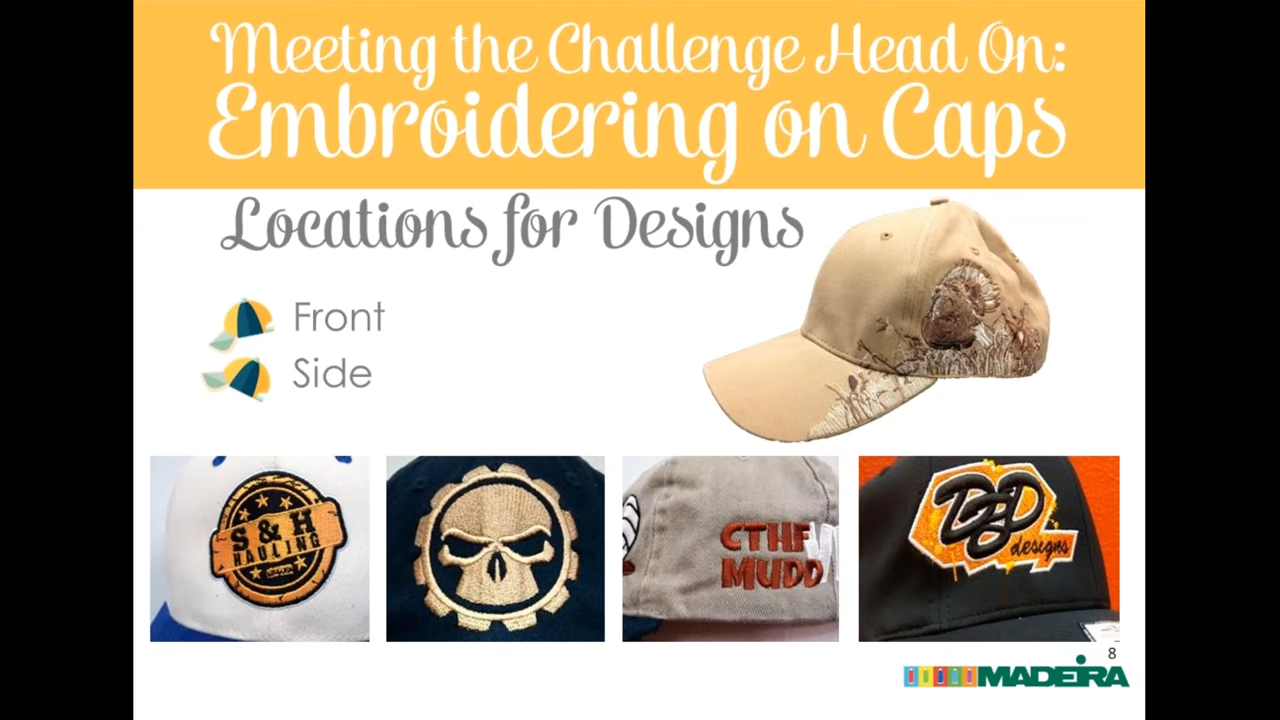 Meeting the Challenge Head On:
Embroidering on Caps
Locations for Designs
Front
Side
S & H
HAULING
CTHF
MUDD
DZD
designs
8
MADEIRA